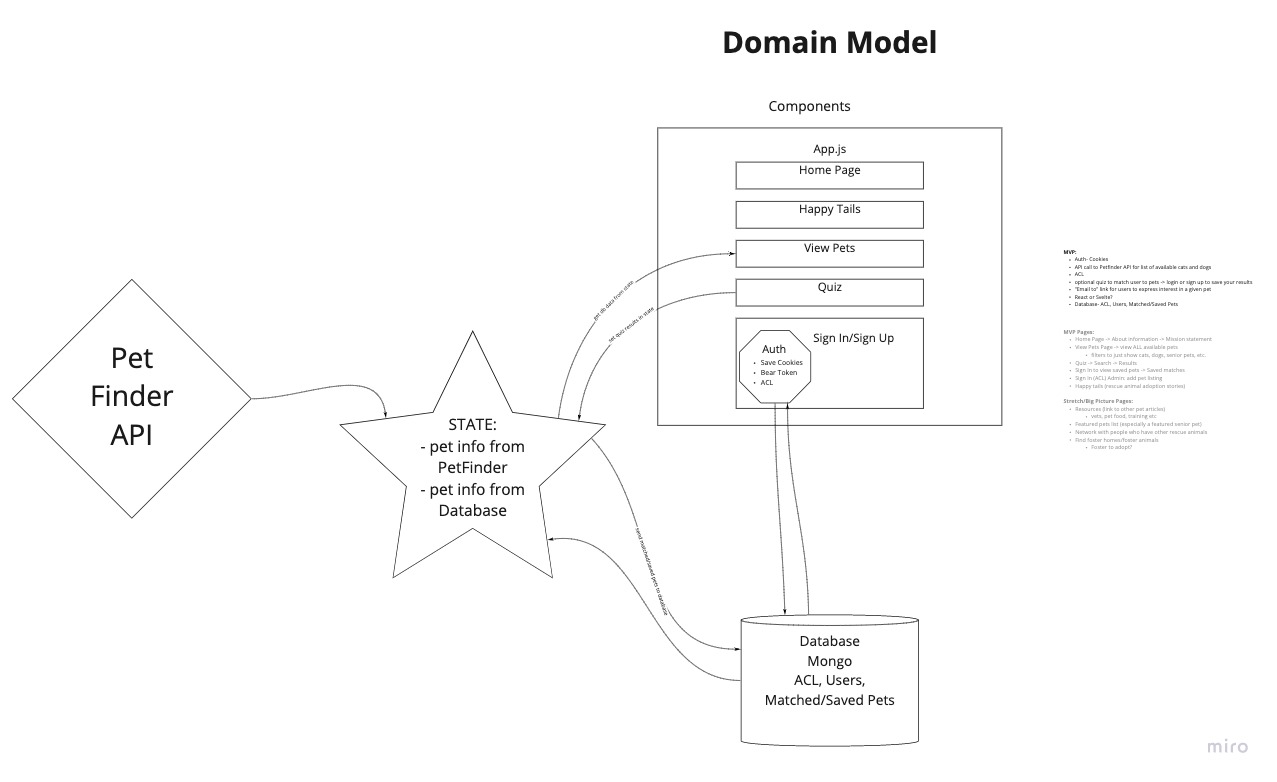 Domain Model
Components
App.js
Home Page
Happy Tails
View Pets
Quiz
Sign In/Sign Up
Auth
• Save Cookies
• Bear Token
• ACL
get db data from state
set quiz results in state
Pet
Finder
API
STATE:
- pet info from
PetFinder
- pet info from
Database
send matched/saved pets to database
Database
Mongo
ACL, Users,
Matched/Saved Pets
MVP:
• Auth- Cookies
• API call to Petfinder API for list of available cats and dogs
• ACL
• optional quiz to match user to pets -> login or sign up to save your results
• "Email to" link for users to express interest in a given pet
• React or Svelte?
• Database- ACL, Users, Matched/Saved Pets
MVP Pages:
• Home Page -> About information -> Mission statement
• View Pets Page -> view ALL available pets
• filters to just show cats, dogs, senior pets, etc.
• Quiz -> Search -> Results
• Sign In to view saved pets -> Saved matches
• Sign in (ACL) Admin: add pet listing
• Happy tails (rescue animal adoption stories)
Stretch/Big Picture Pages:
• Resources (link to other pet articles)
• vets, pet food, training etc
• Featured pets list (especially a featured senior pet)
• Network with people who have other rescue animals
• Find foster homes/foster animals
• Foster to adopt?
miro